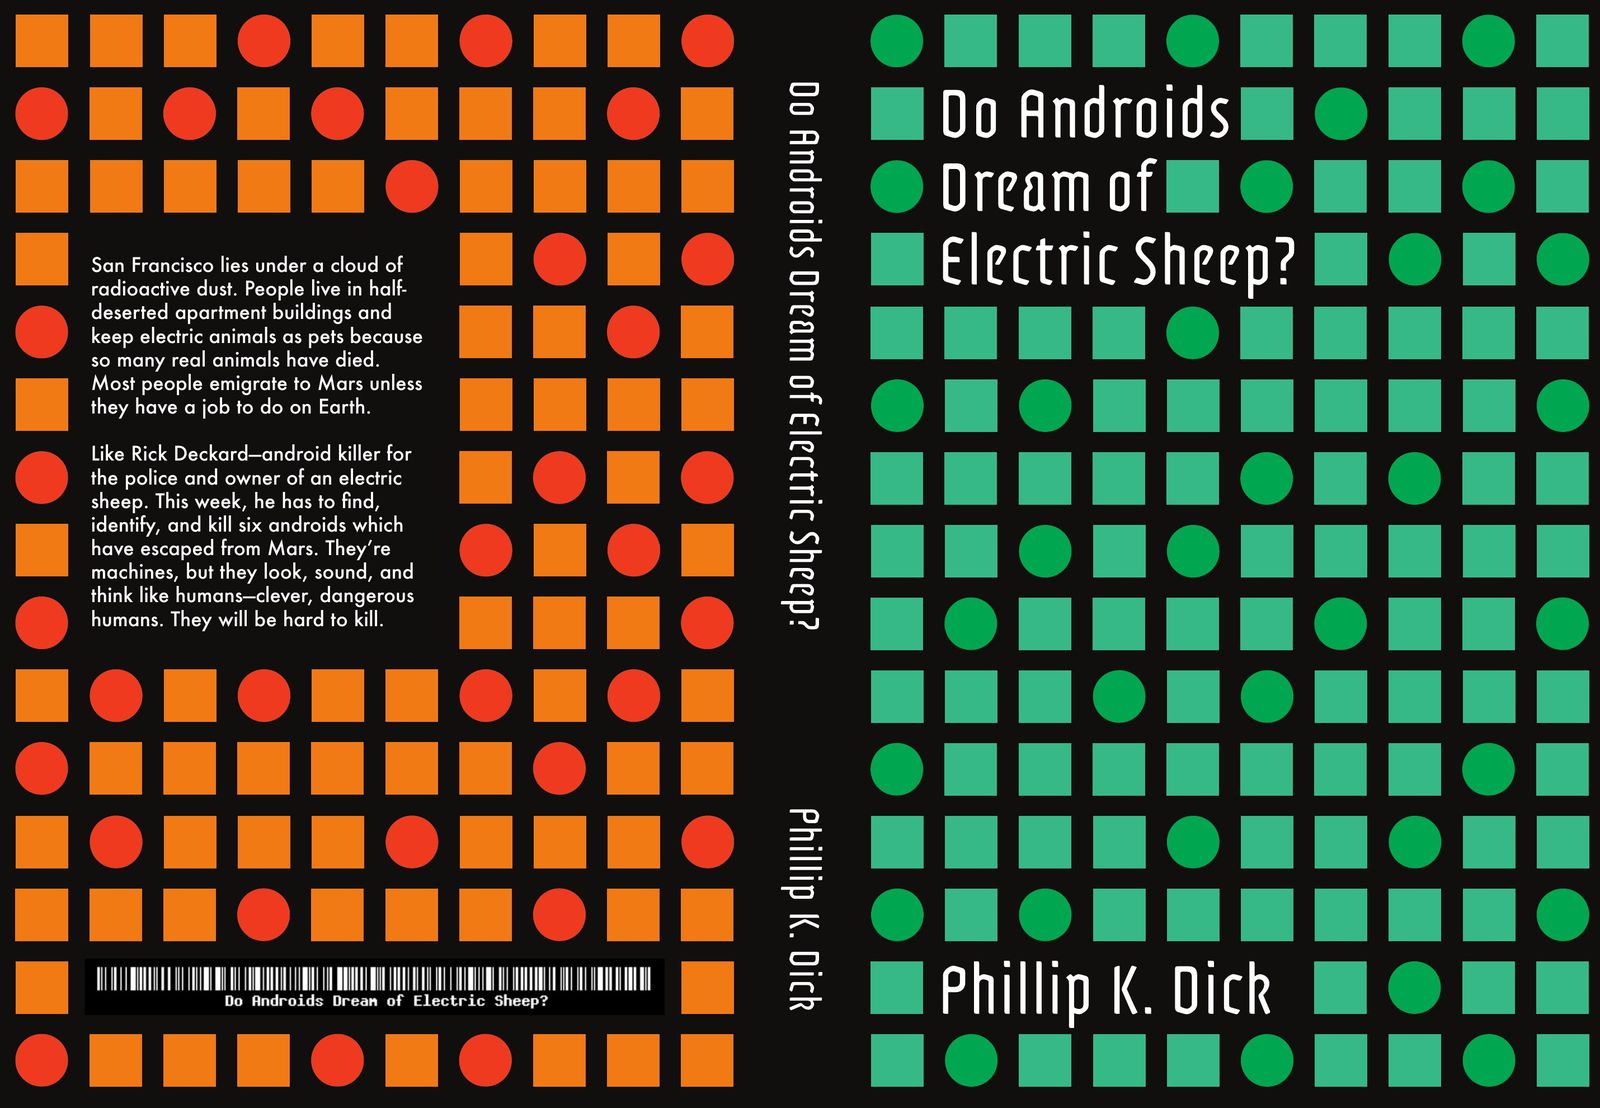 San Francisco lies under a cloud of
radioactive dust. People live in half-
deserted apartment buildings and
keep electric animals as pets because
so many real animals have died.
Most people emigrate to Mars unless
they have a job to do on Earth.
Like Rick Deckard—android killer for
the police and owner of an electric
sheep. This week, he has to find,
identify, and kill six androids which
have escaped from Mars. They're
machines, but they look, sound, and
think like humans—clever, dangerous
humans. They will be hard to kill.
Do Androids Dream of Electric Sheep?
Do Androids Dream of Electric Sheep?
Phillip K. Dick
Do Androids
Dream of
Electric Sheep?
Phillip K. Dick